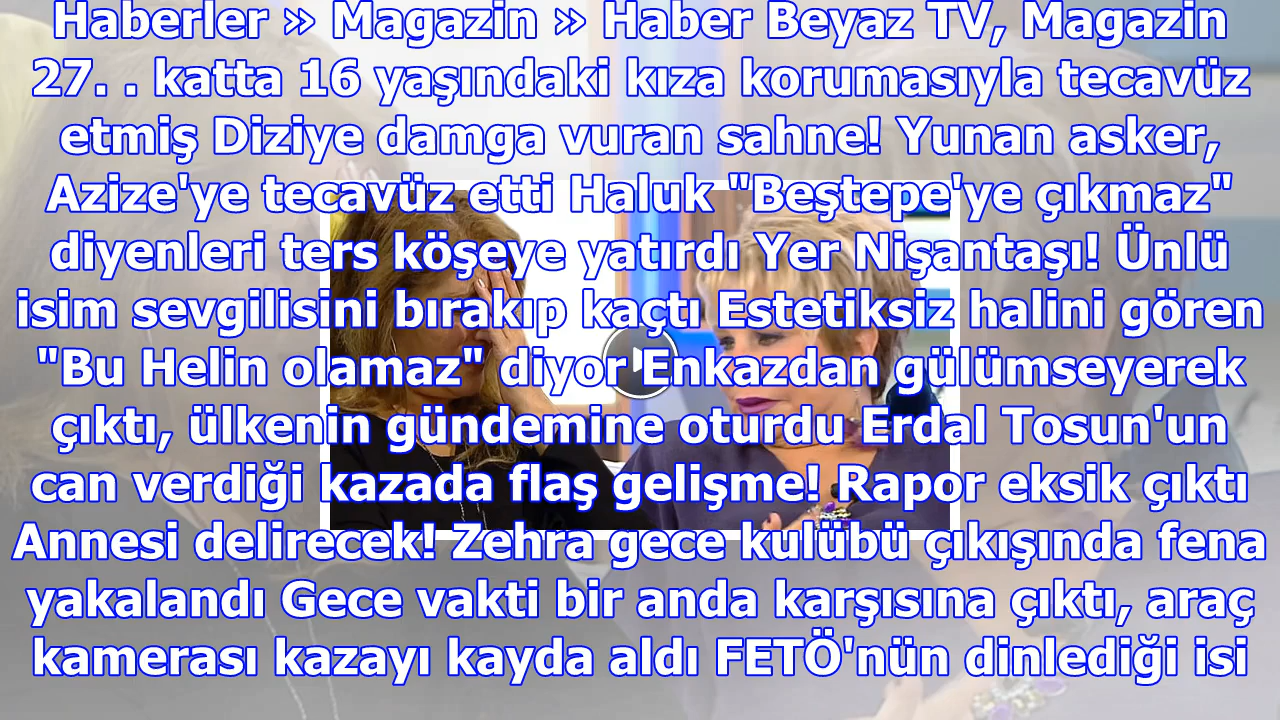 Haberler » Magazin » Haber Beyaz TV, Magazin
27. . katta 16 yaşındaki kıza korumasıyla tecavüz
etmiş Diziye damga vuran sahne! Yunan asker,
Azize'ye tecavüz etti Haluk "Beştepe'ye çıkmaz"
diyenleri ters köşeye yatırdı Yer Nişantaşı! Ünlü
isim sevgilisini bırakıp kaçtı Estetiksiz halini gören
"Bu Helin olamaz" diyor Enkazdan gülümseyerek
çıktı, ülkenin gündemine oturdu Erdal Tosun'un
can verdiği kazada flaş gelişme! Rapor eksik çıktı
Annesi delirecek! Zehra gece kulübü çıkışında fena
yakalandı Gece vakti bir anda karşısına çıktı, araç
kamerası kazayı kayda aldı FETÖ'nün dinlediği isi